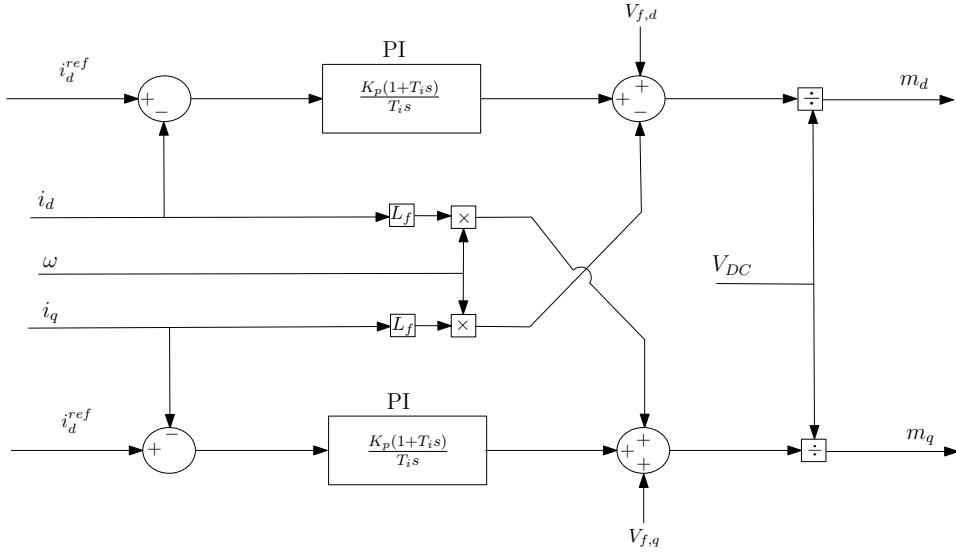 V_{f,d}
PI
i_d^{ref}
K_p(1+T_i s)
T_i s
+
−
+
+
−
÷
m_d
i_d
L_f
×
ω
V_{DC}
i_q
L_f
×
PI
i_d^{ref}
K_p(1+T_i s)
T_i s
−
+
+
+
+
÷
m_q
V_{f,q}